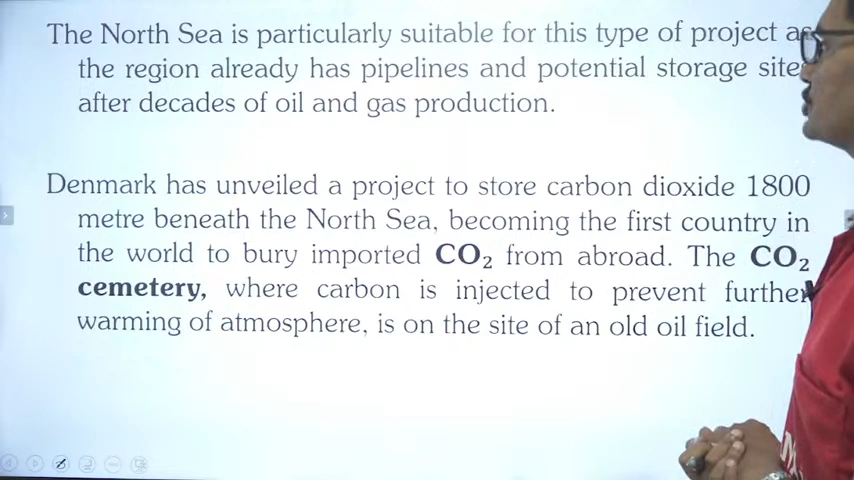 The North Sea is particularly suitable for this type of project as
the region already has pipelines and potential storage sites
after decades of oil and gas production.
Denmark has unveiled a project to store carbon dioxide 1800
metre beneath the North Sea, becoming the first country in
the world to bury imported CO₂ from abroad. The CO₂
cemetery, where carbon is injected to prevent further
warming of atmosphere, is on the site of an old oil field.